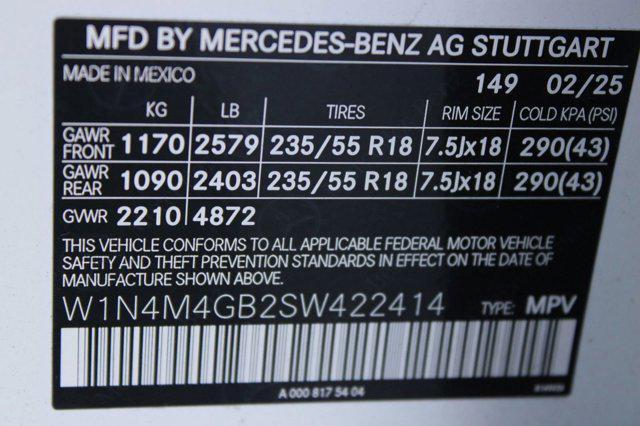 MFD BY MERCEDES-BENZ AG STUTTGART
MADE IN MEXICO 149 02/25
KG LB TIRES RIM SIZE COLD KPA (PSI)
GAWR FRONT 1170 2579 235/55 R18 7.5Jx18 290(43)
GAWR REAR 1090 2403 235/55 R18 7.5Jx18 290(43)
GVWR 2210 4872
THIS VEHICLE CONFORMS TO ALL APPLICABLE FEDERAL MOTOR VEHICLE
SAFETY AND THEFT PREVENTION STANDARDS IN EFFECT ON THE DATE OF
MANUFACTURE SHOWN ABOVE.
W1N4M4GB2SW422414 TYPE: MPV
A 000 817 54 04